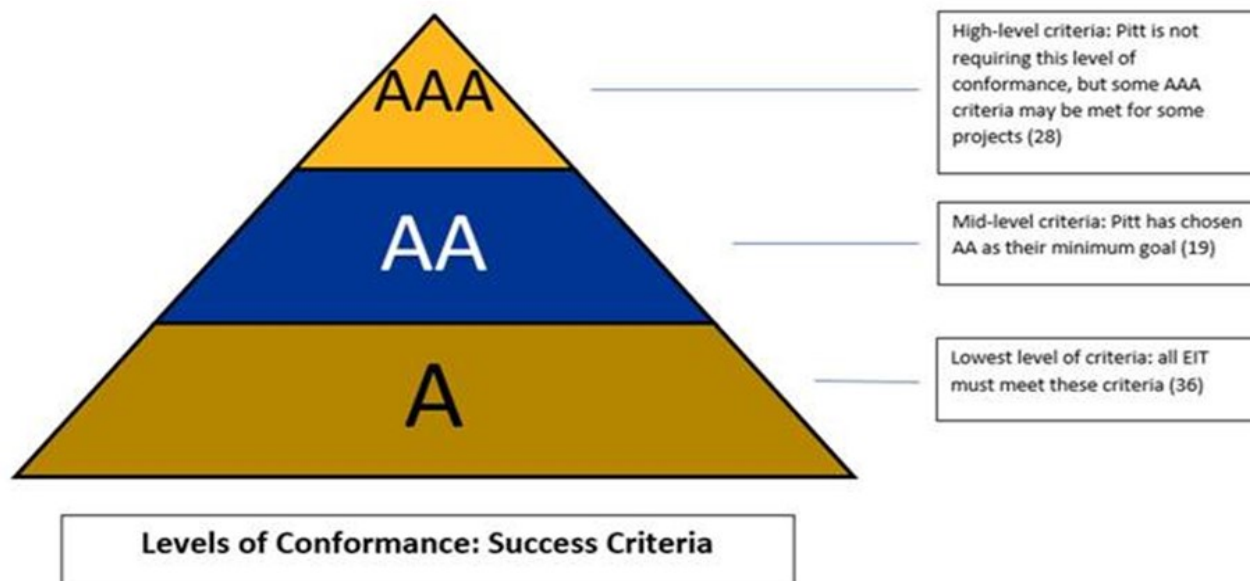 AAA
High-level criteria: Pitt is not
requiring this level of
conformance, but some AAA
criteria may be met for some
projects (28)
AA
Mid-level criteria: Pitt has chosen
AA as their minimum goal (19)
A
Lowest level of criteria: all EIT
must meet these criteria (36)
Levels of Conformance: Success Criteria